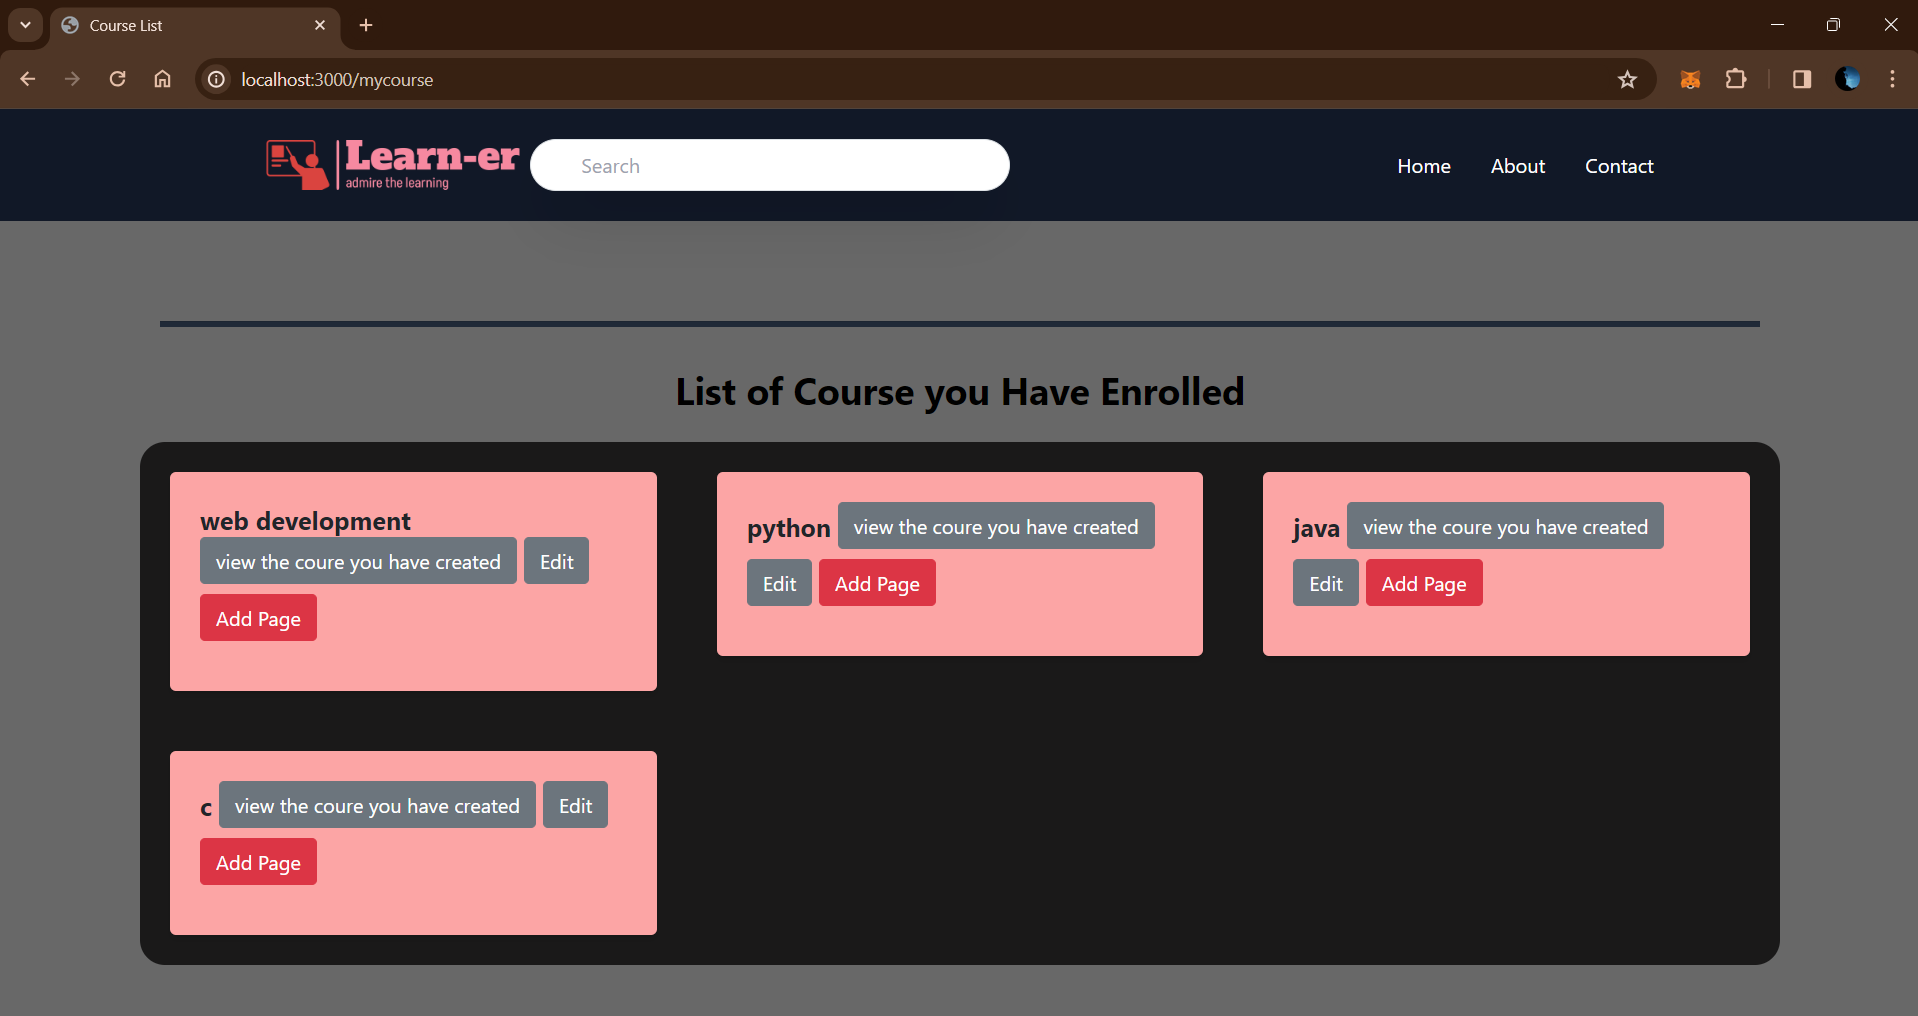 Course List
localhost:3000/mycourse
Learn-er
admire the learning
Search
Home About Contact
List of Course you Have Enrolled
web development
view the coure you have created Edit
Add Page
python view the coure you have created
Edit Add Page
java view the coure you have created
Edit Add Page
c view the coure you have created Edit
Add Page